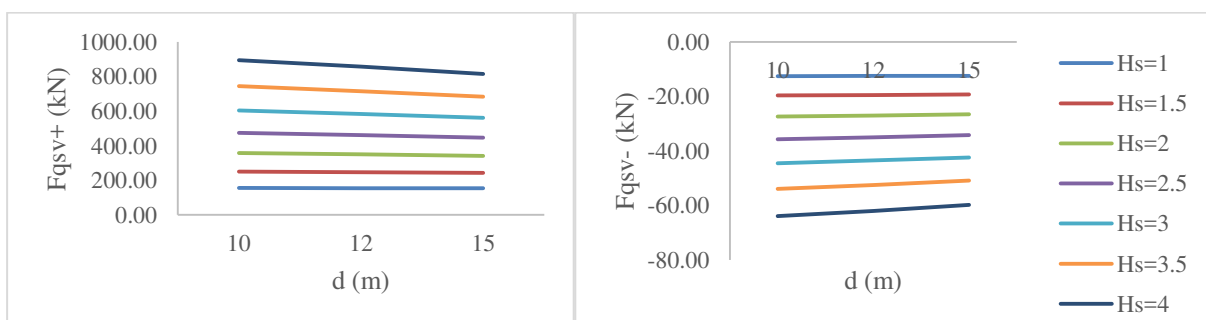 Fqsv+ (kN)
1000.00
800.00
600.00
400.00
200.00
0.00
10 12 15
d (m)
Fqsv- (kN)
0.00
-20.00
-40.00
-60.00
-80.00
10 12 15
d (m)
Hs=1
Hs=1.5
Hs=2
Hs=2.5
Hs=3
Hs=3.5
Hs=4